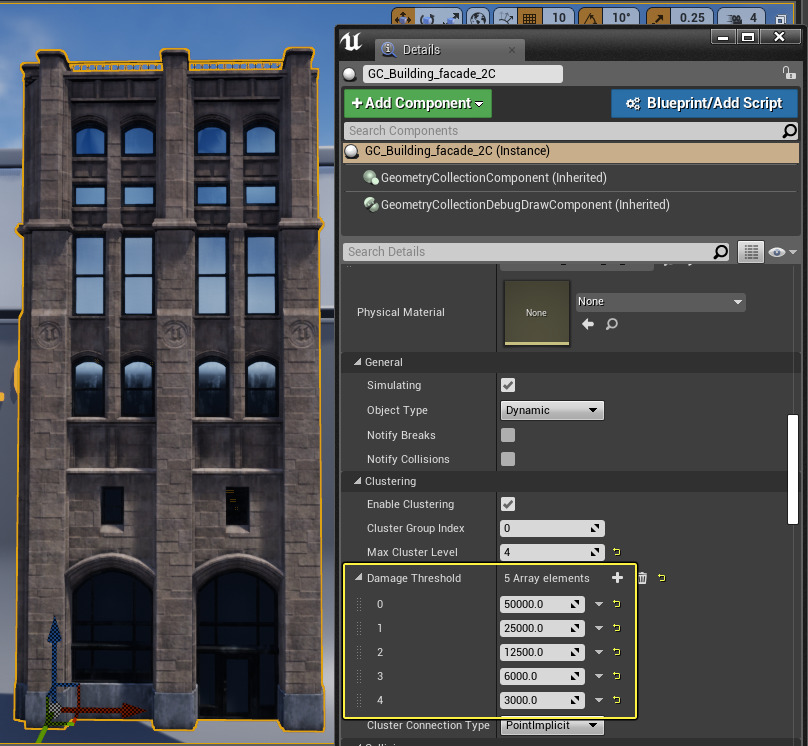 10
10°
0.25
4
Details
GC_Building_facade_2C
+ Add Component
Blueprint/Add Script
Search Components
GC_Building_facade_2C (Instance)
GeometryCollectionComponent (Inherited)
GeometryCollectionDebugDrawComponent (Inherited)
Search Details
Physical Material
None
None
General
Simulating
Object Type
Dynamic
Notify Breaks
Notify Collisions
Clustering
Enable Clustering
Cluster Group Index
0
Max Cluster Level
4
Damage Threshold
5 Array elements
0
50000.0
1
25000.0
2
12500.0
3
6000.0
4
3000.0
Cluster Connection Type
PointImplicit